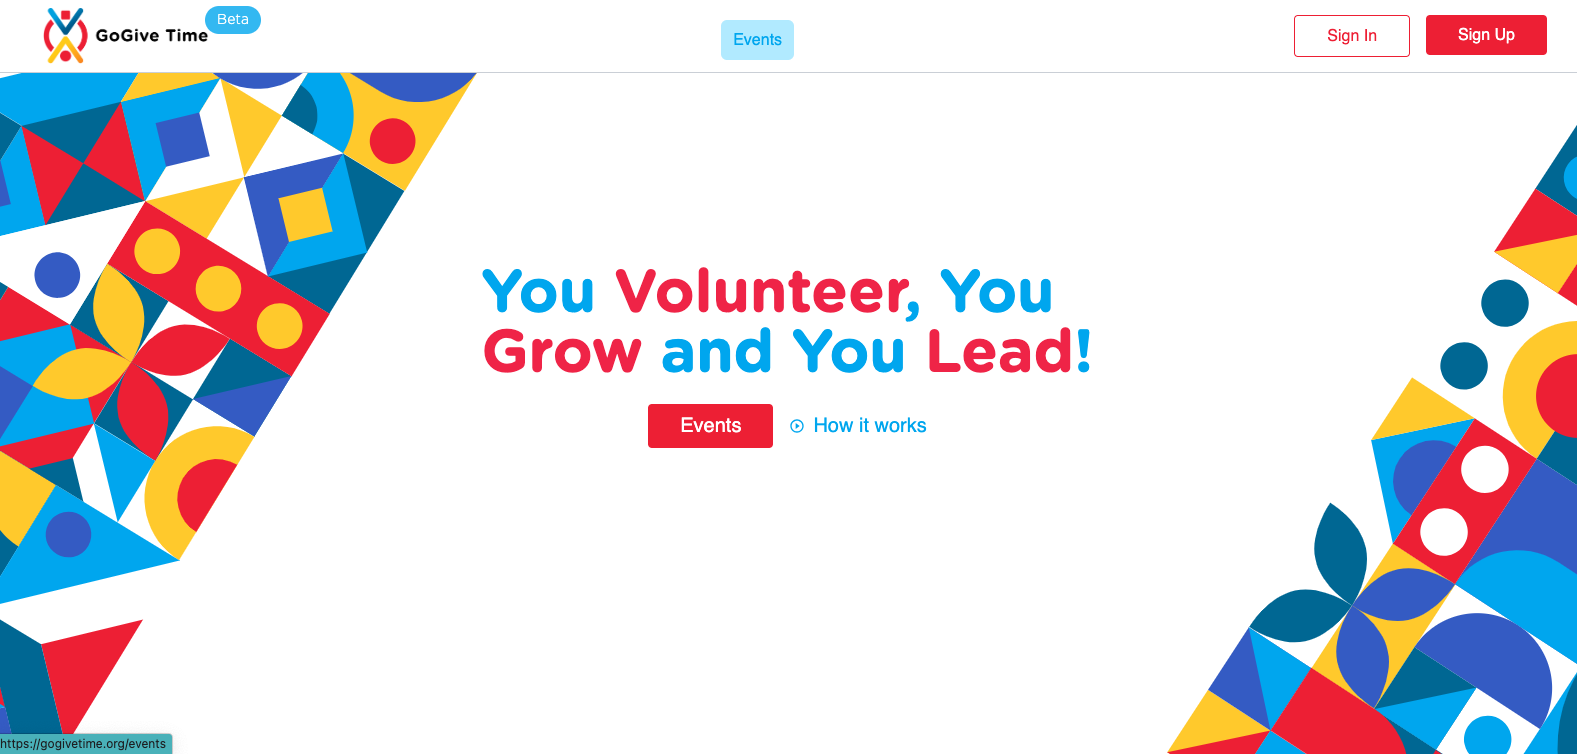 GoGive Time
Beta
Events
Sign In
Sign Up
You Volunteer, You
Grow and You Lead!
Events
How it works
https://gogivetime.org/events